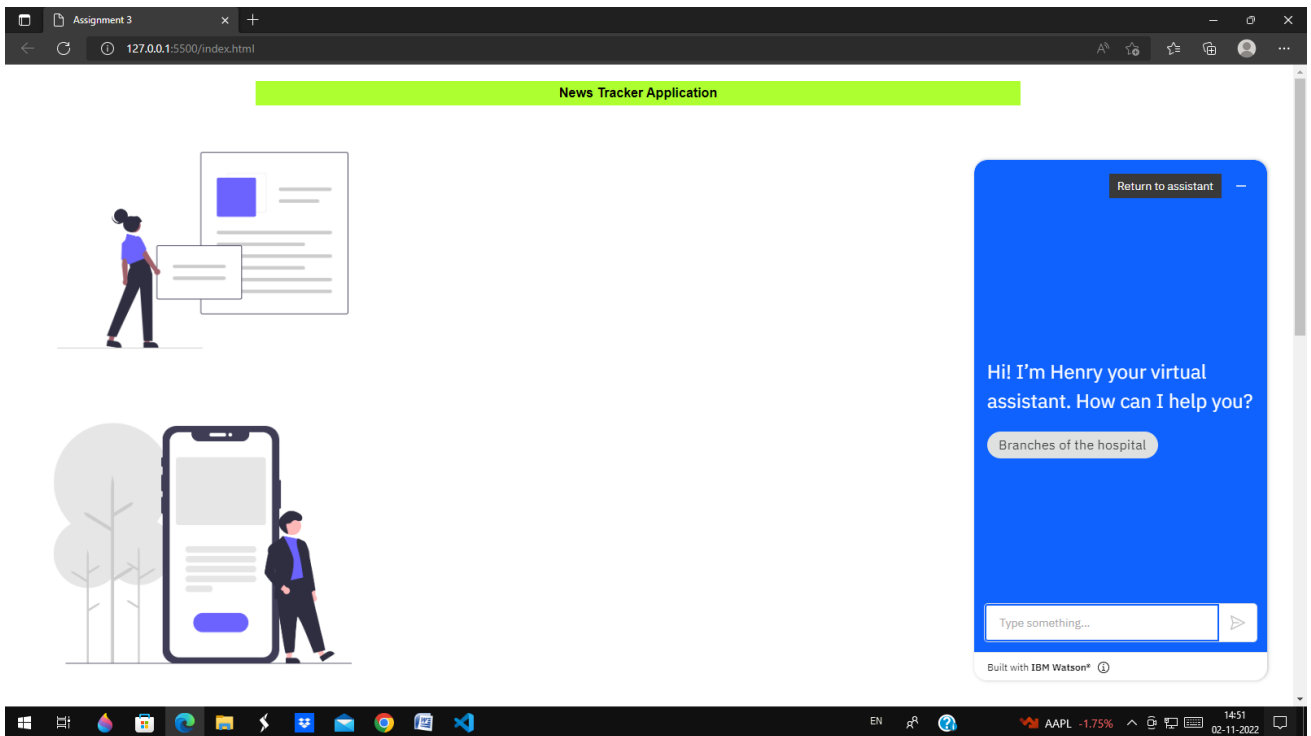 Assignment 3
127.0.0.1:5500/index.html
News Tracker Application
Return to assistant
Hi! I'm Henry your virtual
assistant. How can I help you?
Branches of the hospital
Type something...
Built with IBM Watson®
EN
AAPL -1.75%
14:51
02-11-2022